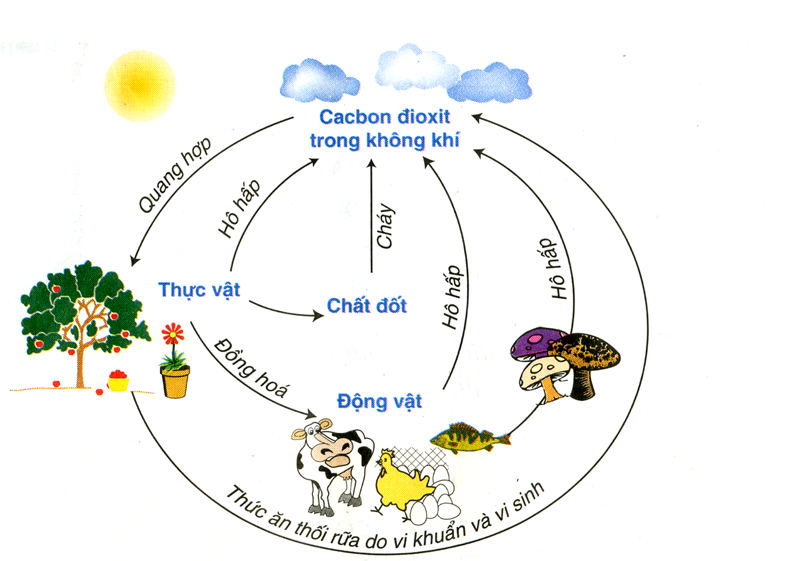 Cacbon đioxit
trong không khí
Quang hợp
Hô hấp
Cháy
Hô hấp
Hô hấp
Thực vật
Chất đốt
Đồng hoá
Động vật
Thức ăn thối rữa do vi khuẩn và vi sinh